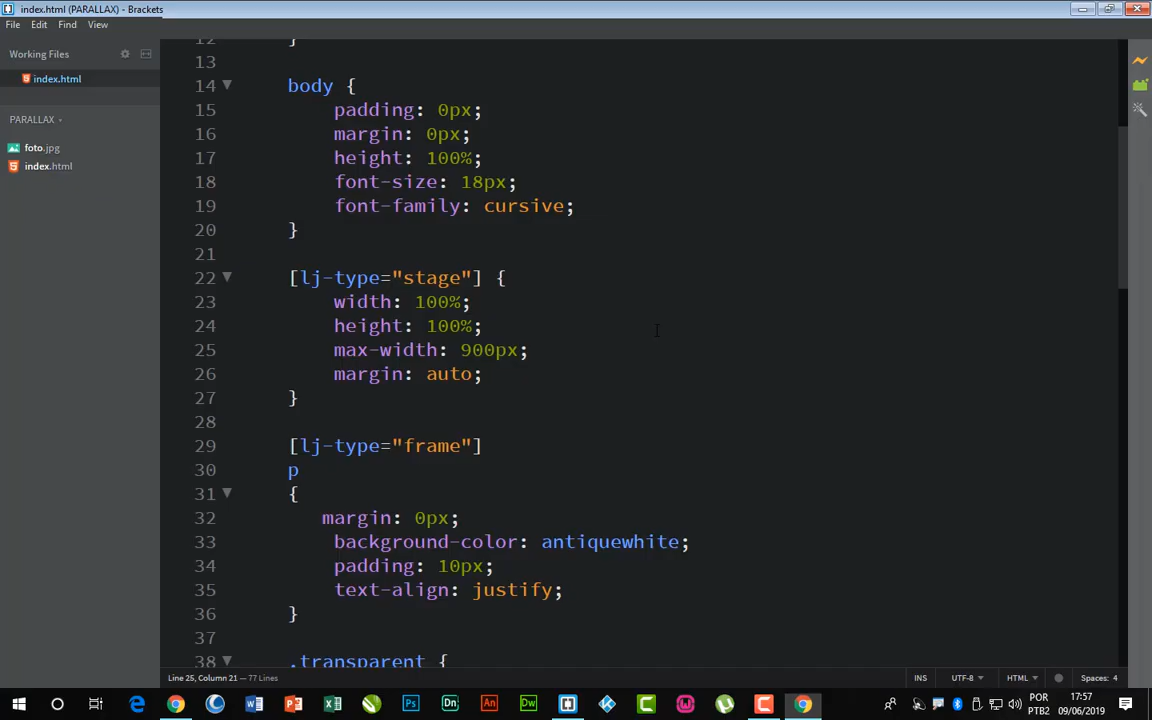 index.html (PARALLAX) - Brackets
File Edit Find View
Working Files
index.html
PARALLAX
foto.jpg
index.html
12 }
13
14 body {
15 padding: 0px;
16 margin: 0px;
17 height: 100%;
18 font-size: 18px;
19 font-family: cursive;
20 }
21
22 [lj-type="stage"] {
23 width: 100%;
24 height: 100%;
25 max-width: 900px;
26 margin: auto;
27 }
28
29 [lj-type="frame"]
30 p
31 {
32 margin: 0px;
33 background-color: antiquewhite;
34 padding: 10px;
35 text-align: justify;
36 }
37
38 .transparent {
Line 25, Column 21 — 77 Lines
INS UTF-8 HTML Spaces: 4
Ps Dn An Dw
POR 17:57
PTB2 09/06/2019